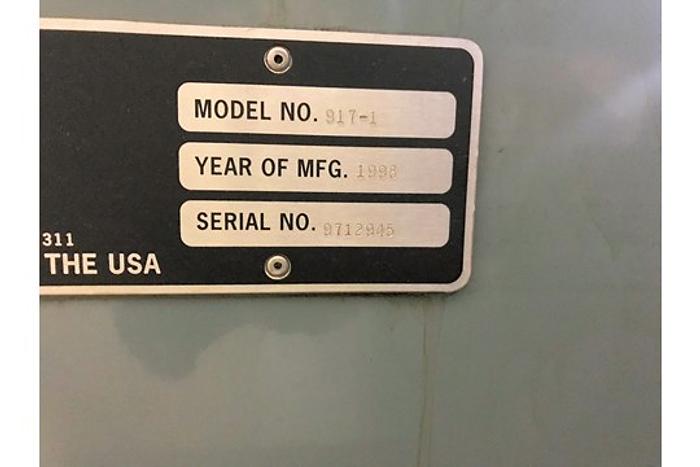 MODEL NO. 917-1
YEAR OF MFG. 1998
SERIAL NO. 9712945
311
THE USA